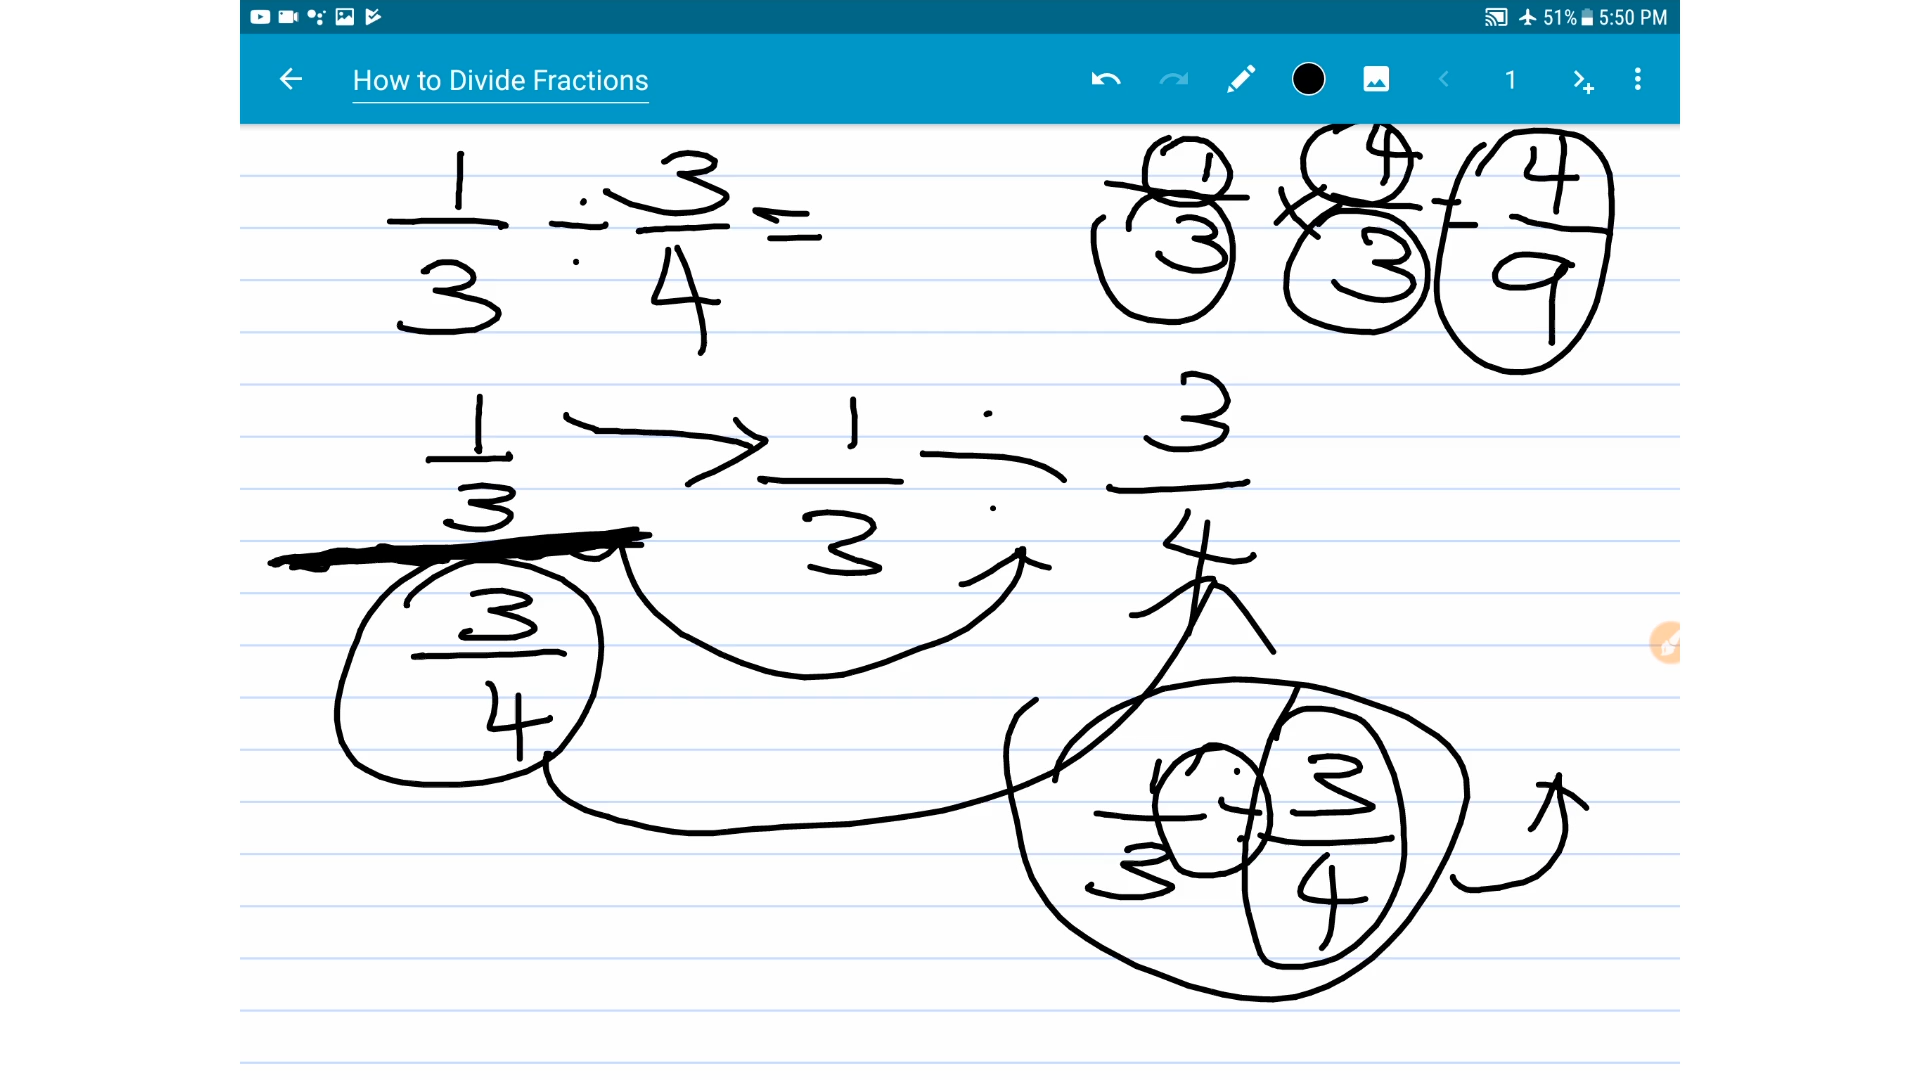 51% 5:50 PM
How to Divide Fractions 1
1/3 ÷ 3/4 = 1/3 × 4/3 = 4/9
1/3 → 1/3 ÷ 3/4
3/4
1/3 ÷ 3/4